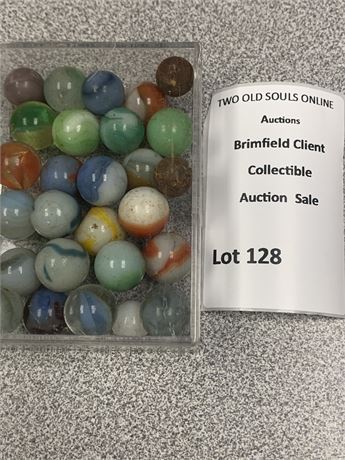 TWO OLD SOULS ONLINE
Auctions
Brimfield Client
Collectible
Auction Sale
Lot 128